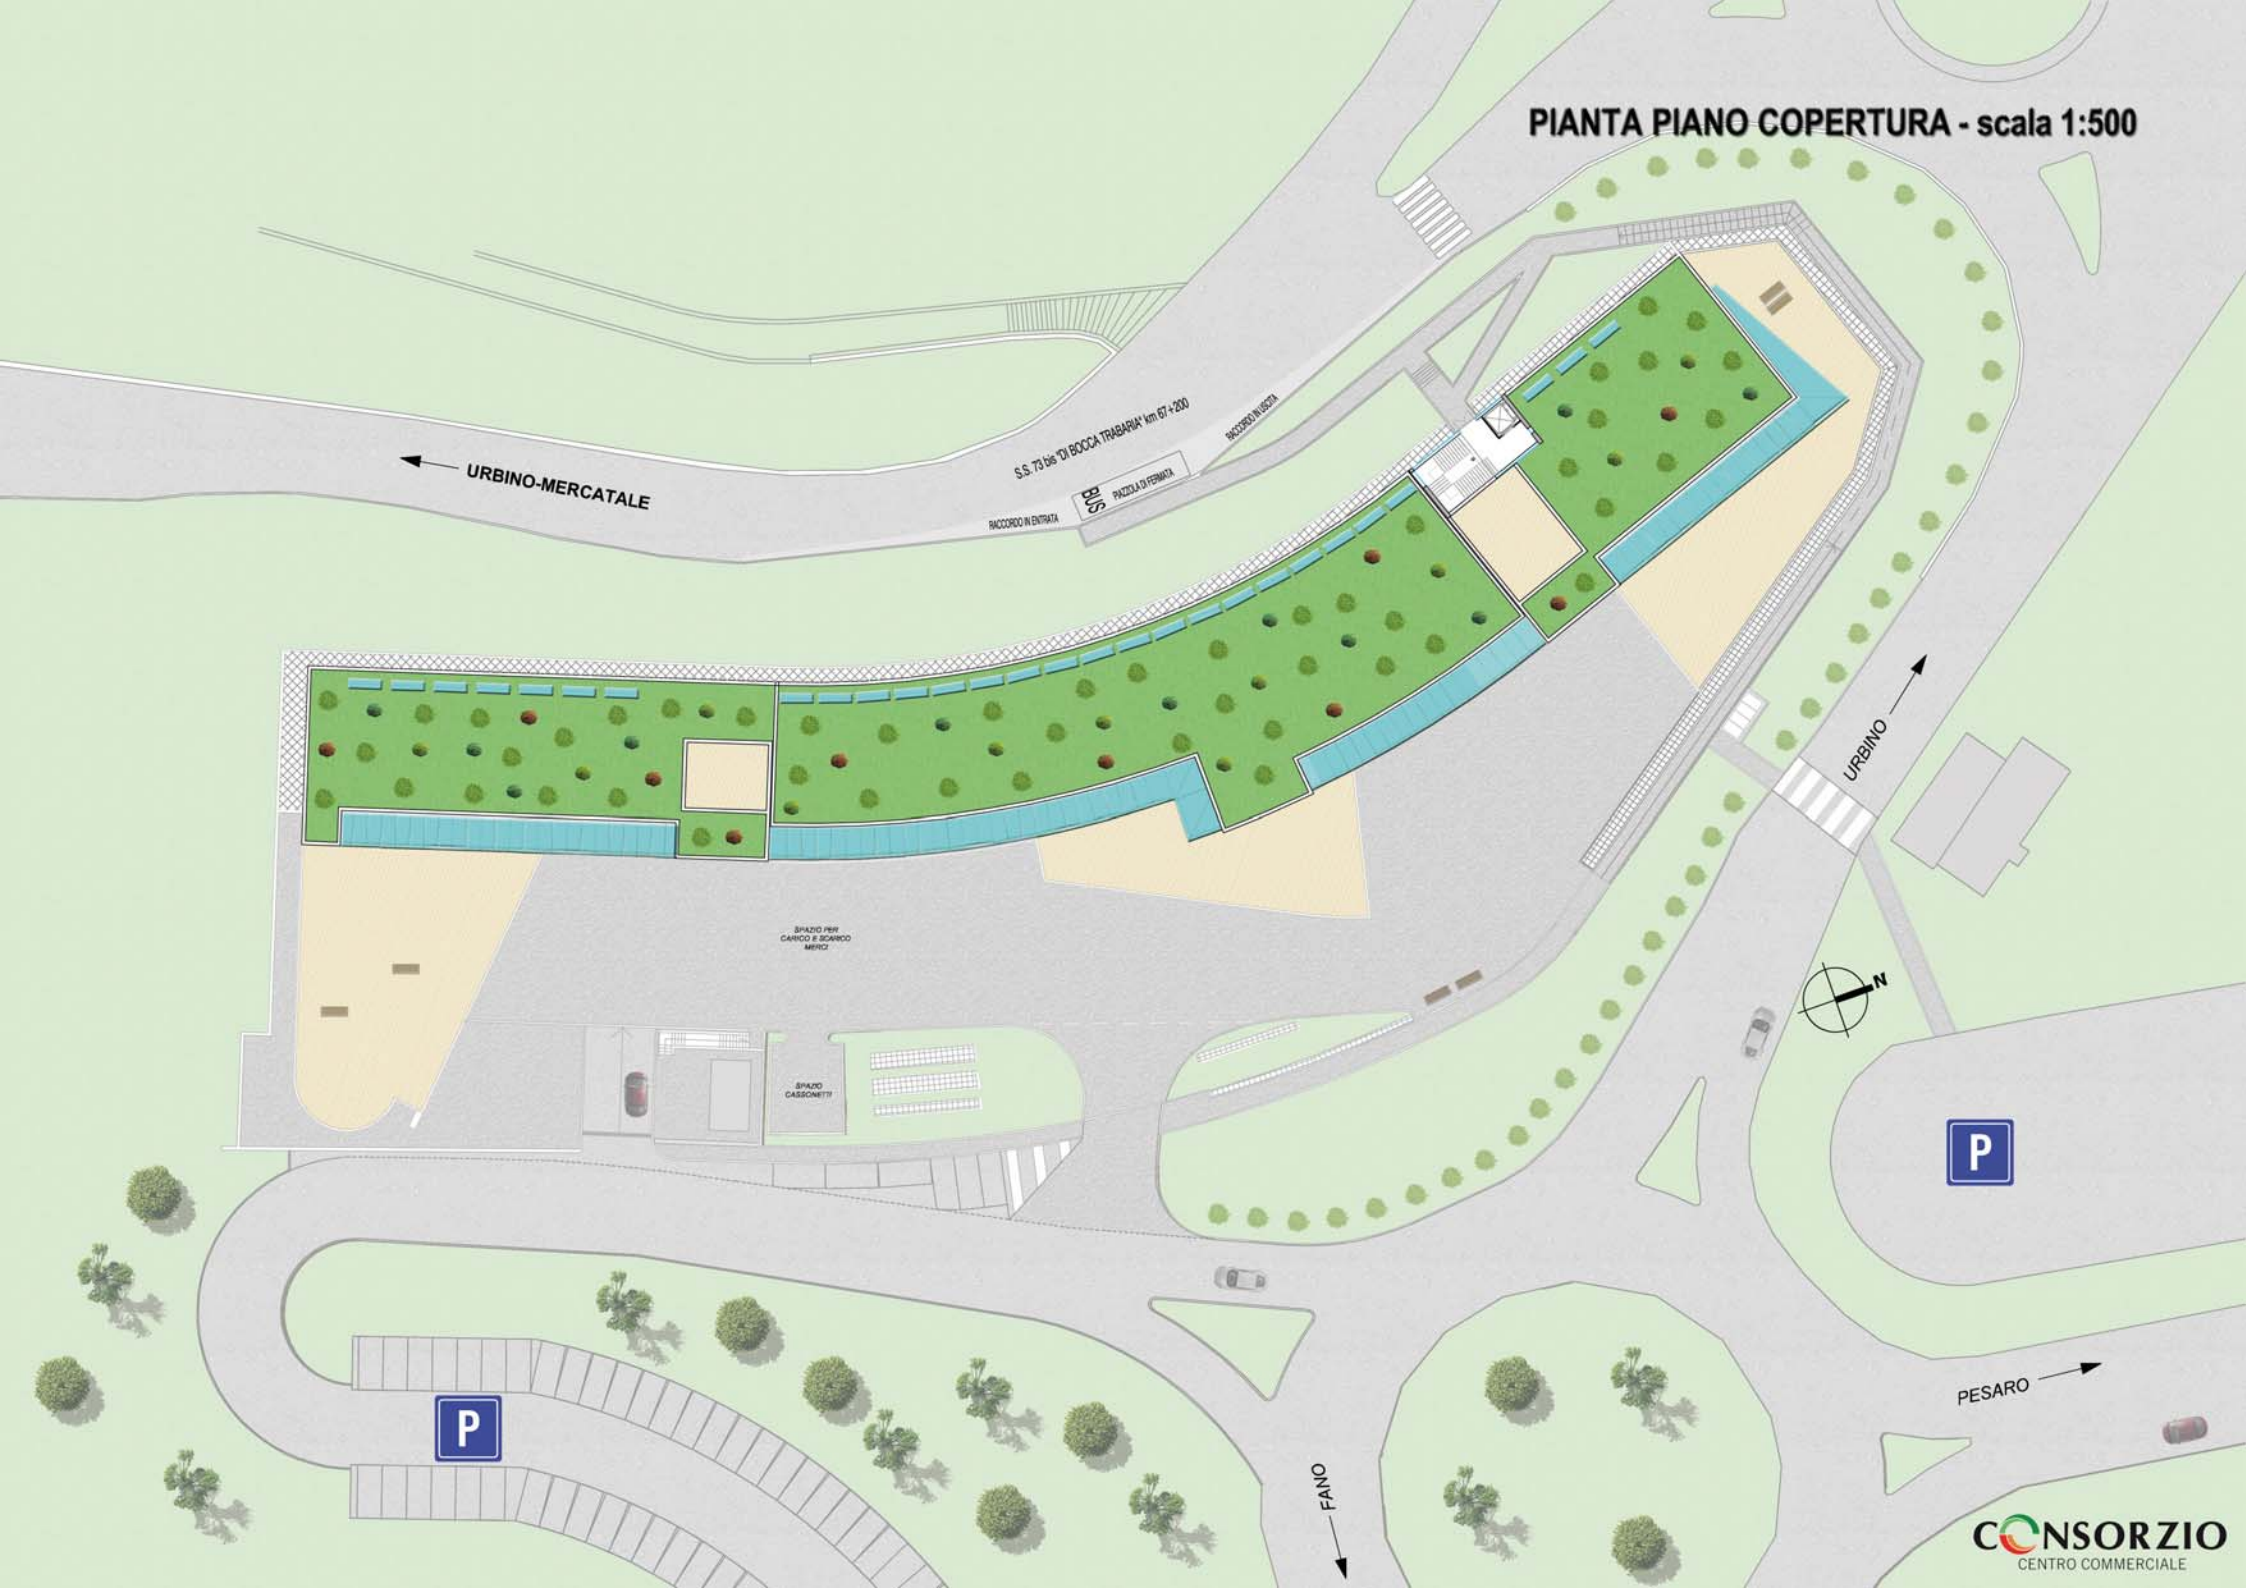 PIANTA PIANO COPERTURA - scala 1:500
S.S. 73 bis "DI BOCCA TRABARIA" km 67+200
RACCORDO IN USCITA
URBINO-MERCATALE
BUS
PIAZZOLA DI FERMATA
RACCORDO IN ENTRATA
URBINO
SPAZIO PER
CARICO E SCARICO
MERCI
N
SPAZIO
CASSONETTI
P
P
PESARO
FANO
CONSORZIO
CENTRO COMMERCIALE